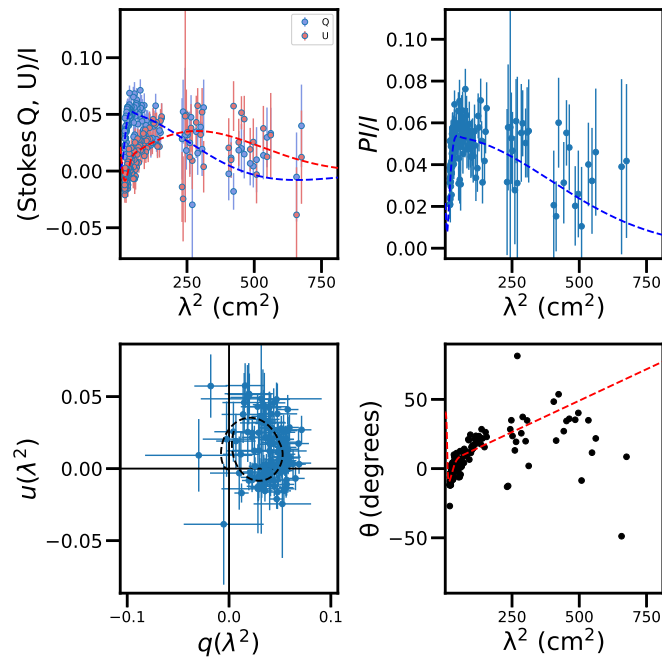 Q
U
0.10
0.05
0.00
−0.05
(Stokes Q, U)/I
250
500
750
λ² (cm²)
0.10
0.08
0.06
0.04
0.02
0.00
PI/I
250
500
750
λ² (cm²)
0.05
0.00
−0.05
u(λ²)
−0.1
0.0
0.1
q(λ²)
50
0
−50
θ (degrees)
250
500
750
λ² (cm²)